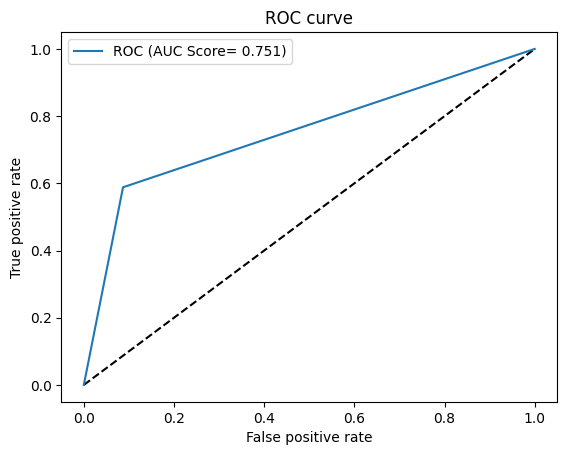 ROC curve
ROC (AUC Score= 0.751)
True positive rate
1.0
0.8
0.6
0.4
0.2
0.0
0.0 0.2 0.4 0.6 0.8 1.0
False positive rate